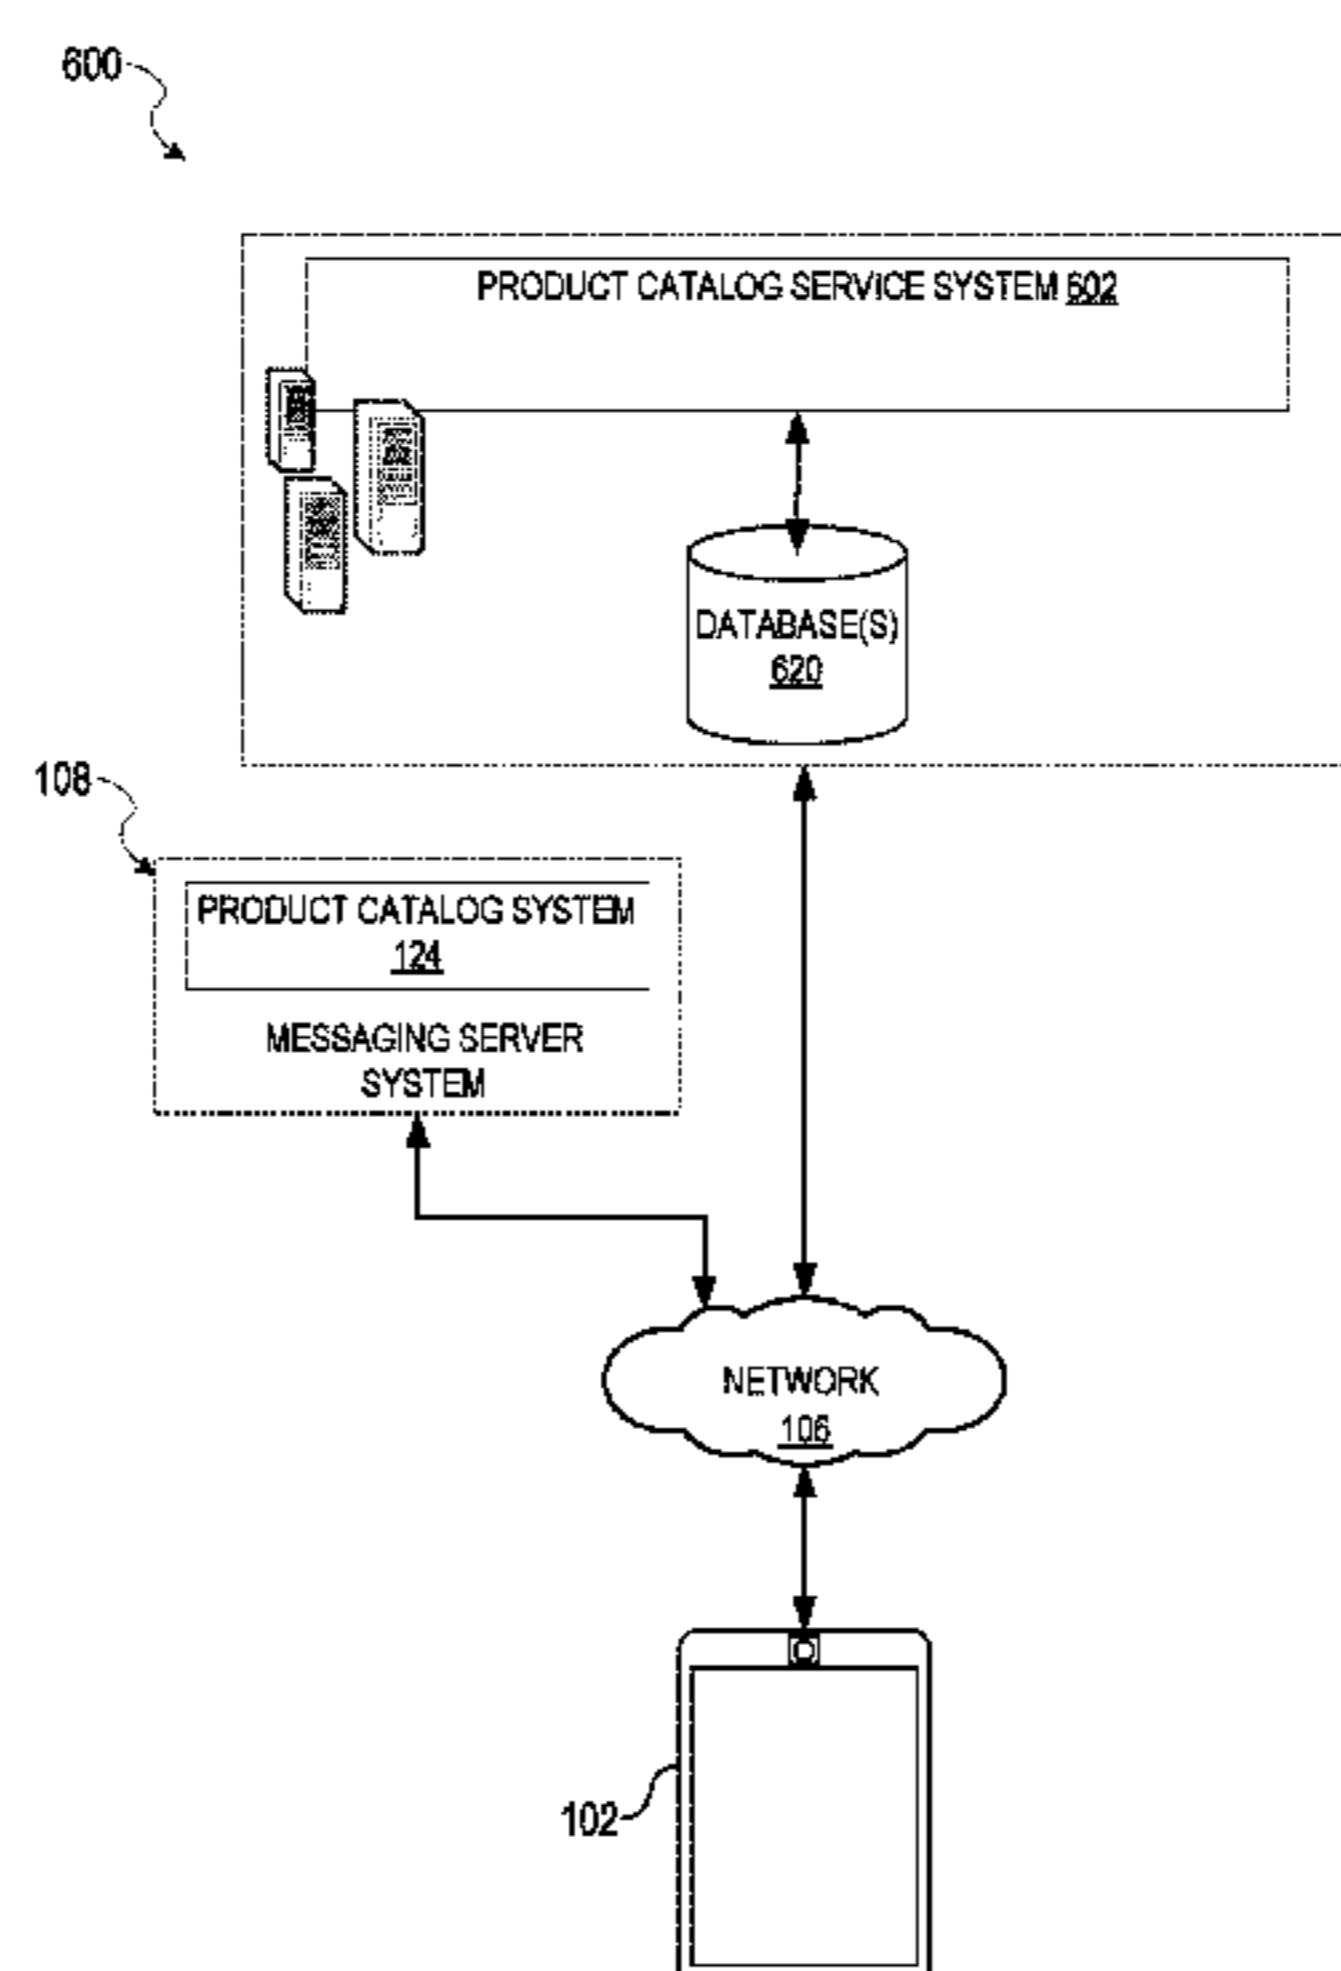 600
PRODUCT CATALOG SERVICE SYSTEM 602
DATABASE(S)
620
108
PRODUCT CATALOG SYSTEM
124
MESSAGING SERVER
SYSTEM
NETWORK
106
102